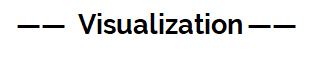 —— Visualization ——